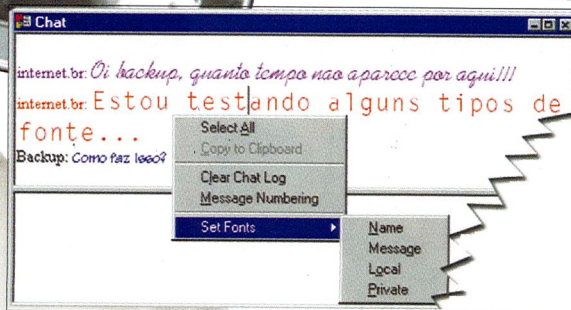 Chat
internet.br: Oi backup, quanto tempo nao aparece por aqui!!!
internet.br: Estou testando alguns tipos de
fonte...
Backup: Como faz isso?
Select All
Copy to Clipboard
Clear Chat Log
Message Numbering
Set Fonts
Name
Message
Local
Private